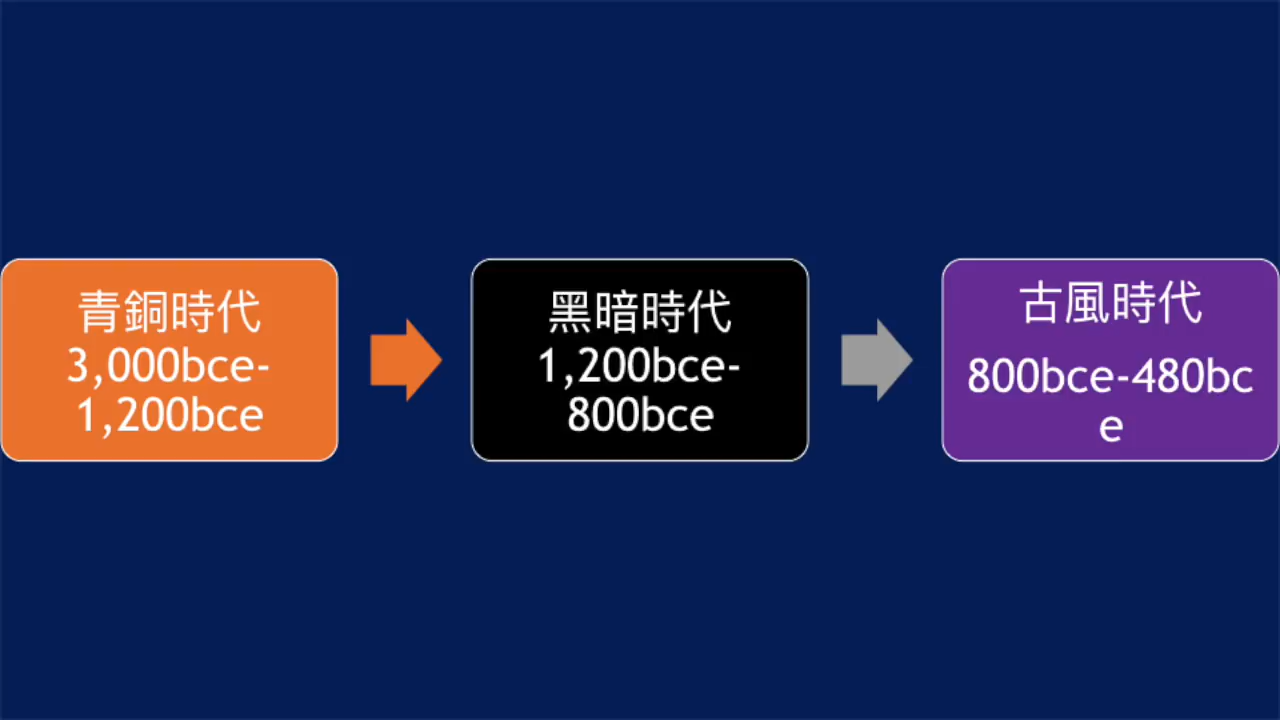 青銅時代
3,000bce-
1,200bce
黑暗時代
1,200bce-
800bce
古風時代
800bce-480bc
e